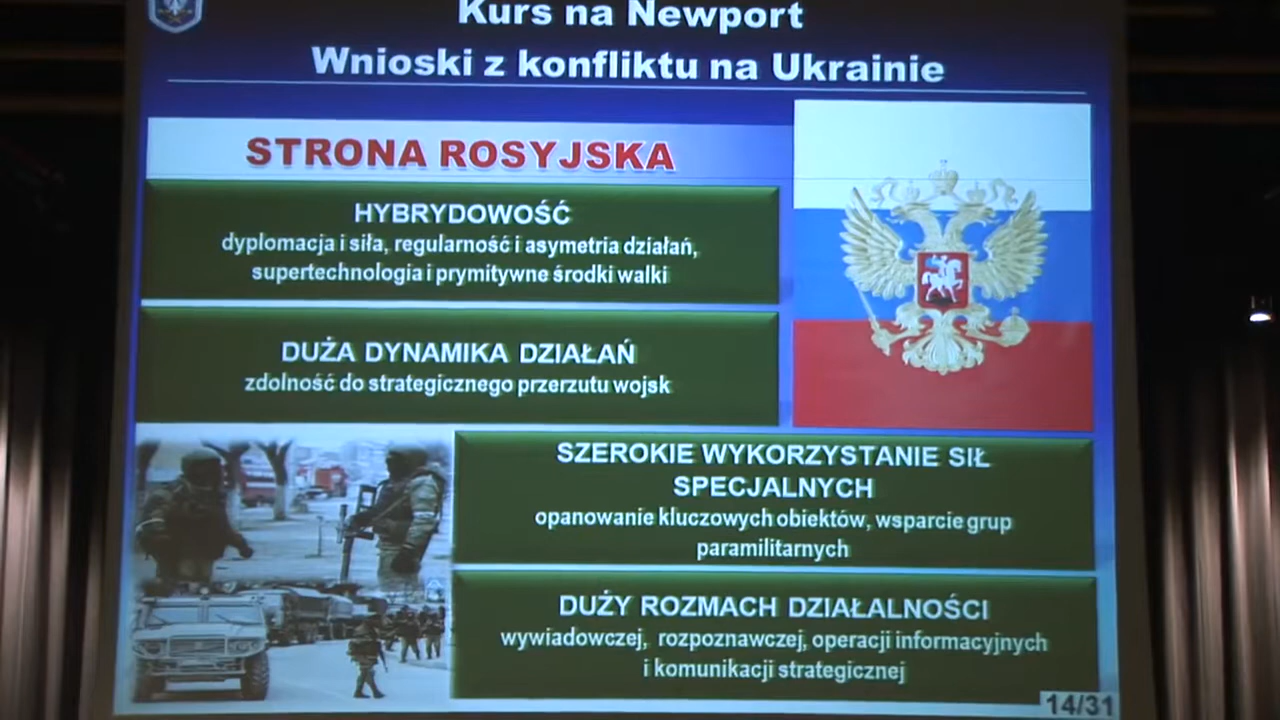 Kurs na Newport
Wnioski z konfliktu na Ukrainie
STRONA ROSYJSKA
HYBRYDOWOŚĆ
dyplomacja i siła, regularność i asymetria działań,
supertechnologia i prymitywne środki walki
DUŻA DYNAMIKA DZIAŁAŃ
zdolność do strategicznego przerzutu wojsk
SZEROKIE WYKORZYSTANIE SIŁ
SPECJALNYCH
opanowanie kluczowych obiektów, wsparcie grup
paramilitarnych
DUŻY ROZMACH DZIAŁALNOŚCI
wywiadowczej, rozpoznawczej, operacji informacyjnych
i komunikacji strategicznej
14/31